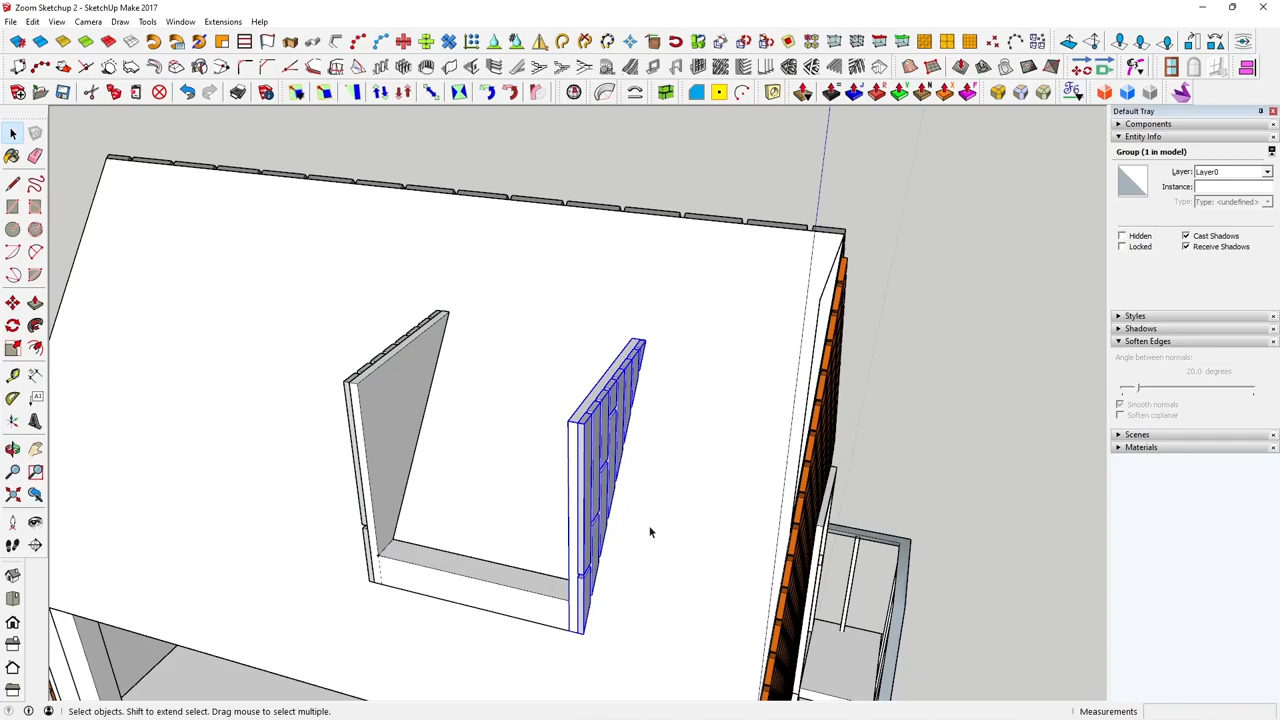 Zoom Sketchup 2 - SketchUp Make 2017
File Edit View Camera Draw Tools Window Extensions Help
Default Tray
Components
Entity Info
Group (1 in model)
Layer: Layer0
Instance:
Type: Type: <undefined>
Hidden Cast Shadows
Locked Receive Shadows
Styles
Shadows
Soften Edges
Angle between normals:
20.0 degrees
Smooth normals
Soften coplanar
Scenes
Materials
Select objects. Shift to extend select. Drag mouse to select multiple.
Measurements